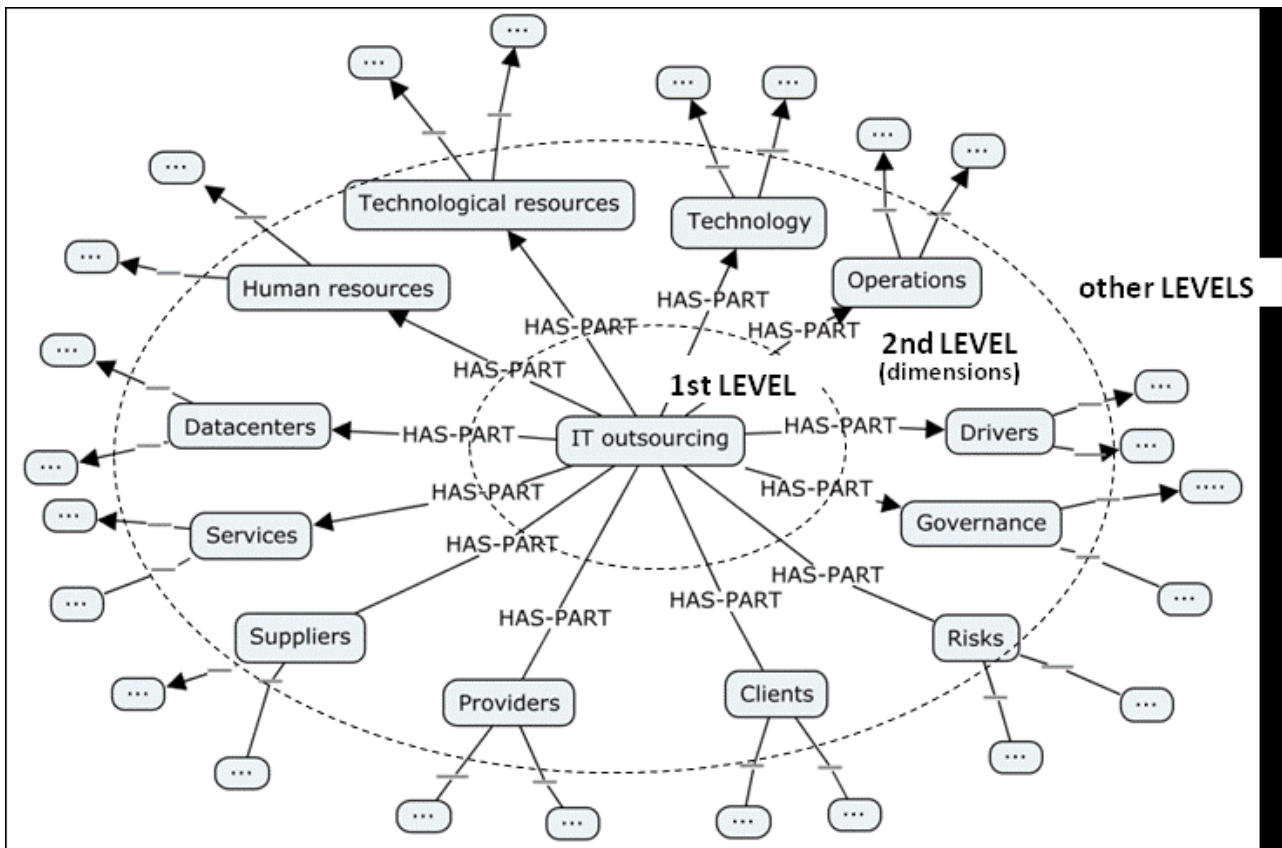 ...
...
...
...
...
...
...
...
Technological resources
Technology
Human resources
Operations
other LEVELS
HAS-PART
HAS-PART
HAS-PART
HAS-PART
2nd LEVEL
(dimensions)
1st LEVEL
...
...
Datacenters
HAS-PART
IT outsourcing
HAS-PART
Drivers
...
...
HAS-PART
HAS-PART
....
...
Services
Governance
HAS-PART
HAS-PART
...
...
HAS-PART
HAS-PART
Suppliers
Risks
...
Providers
Clients
...
...
...
...
...
...
...